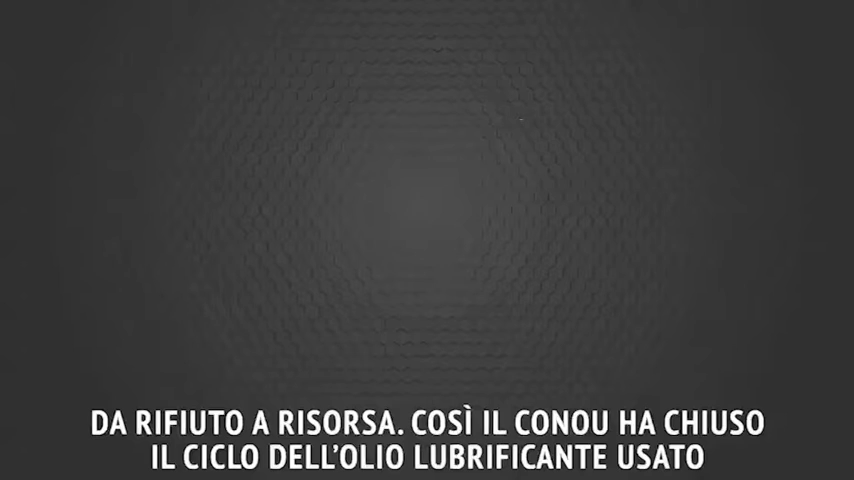 DA RIFIUTO A RISORSA. COSÌ IL CONOU HA CHIUSO
IL CICLO DELL'OLIO LUBRIFICANTE USATO